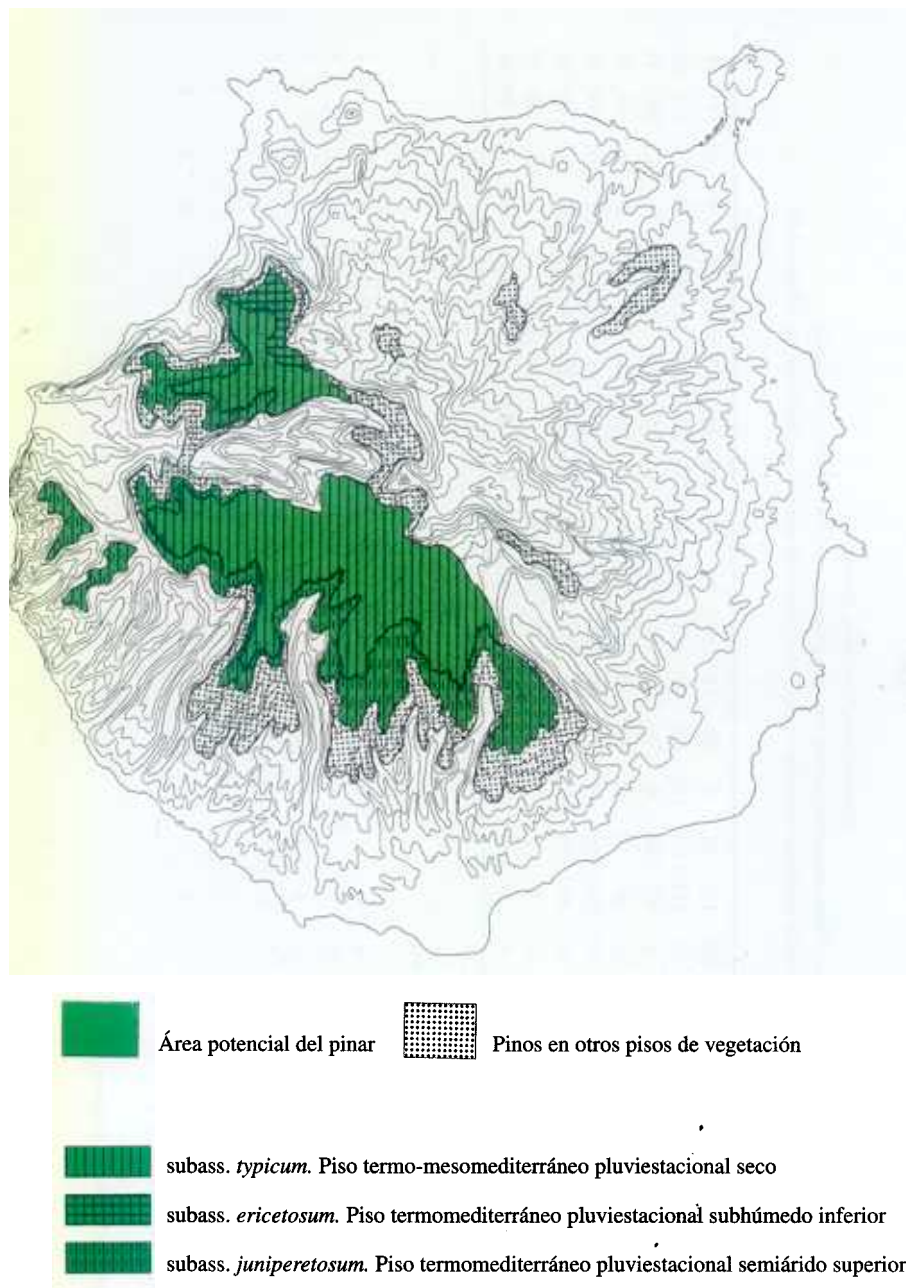 Área potencial del pinar
Pinos en otros pisos de vegetación
subass. typicum. Piso termo-mesomediterráneo pluviestacional seco
subass. ericetosum. Piso termomediterráneo pluviestacional subhúmedo inferior
subass. juniperetosum. Piso termomediterráneo pluviestacional semiárido superior